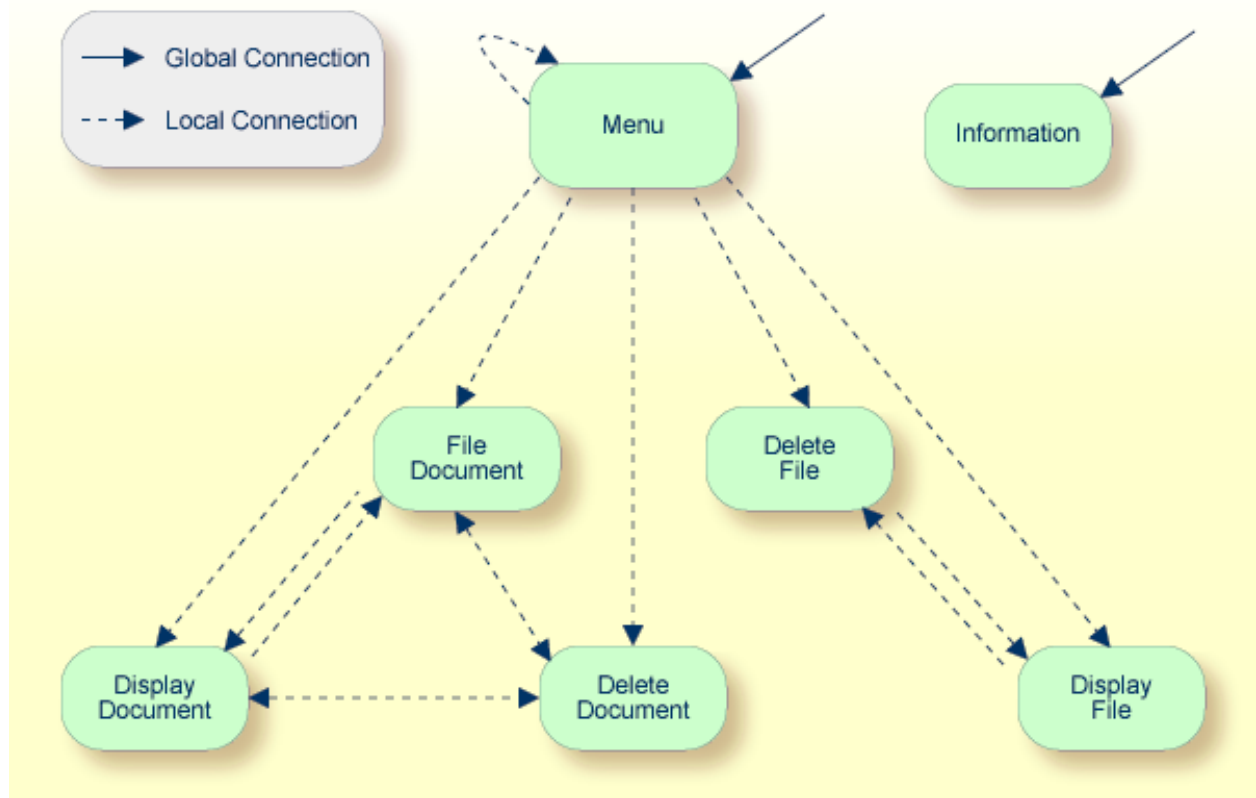 Global Connection
Local Connection
Menu
Information
File
Document
Delete
File
Display
Document
Delete
Document
Display
File